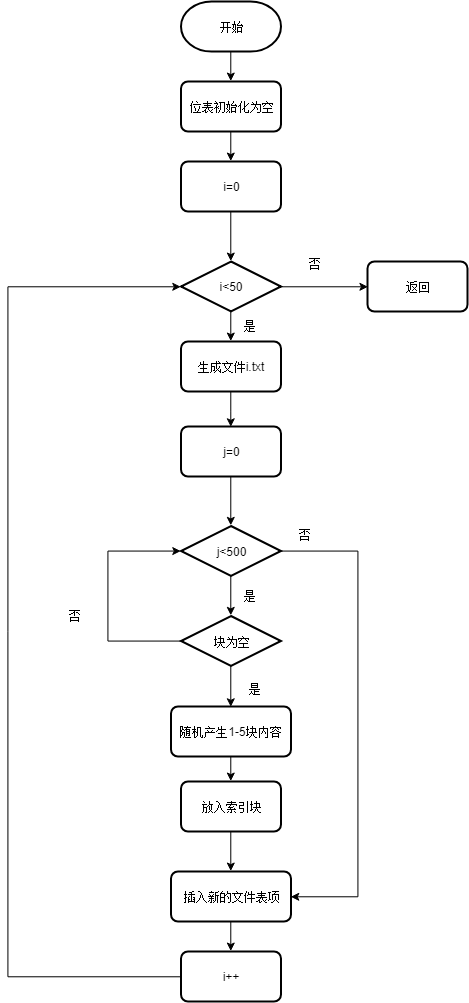 开始
位表初始化为空
i=0
i<50
否
返回
是
生成文件i.txt
j=0
j<500
否
是
否
块为空
是
随机产生1-5块内容
放入索引块
插入新的文件表项
i++